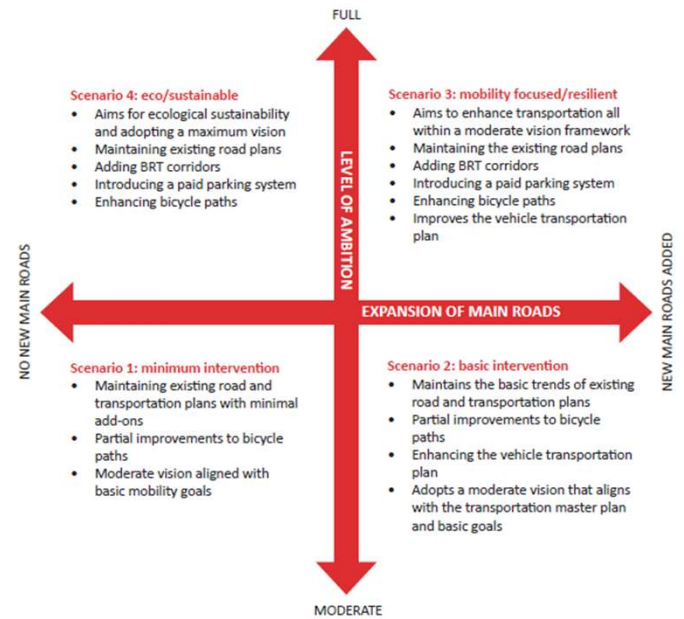 FULL
Scenario 4: eco/sustainable
• Aims for ecological sustainability
and adopting a maximum vision
• Maintaining existing road plans
• Adding BRT corridors
• Introducing a paid parking system
• Enhancing bicycle paths
Scenario 3: mobility focused/resilient
• Aims to enhance transportation all
within a moderate vision framework
• Maintaining the existing road plans
• Adding BRT corridors
• Introducing a paid parking system
• Enhancing bicycle paths
• Improves the vehicle transportation
plan
LEVEL OF AMBITION
NO NEW MAIN ROADS
EXPANSION OF MAIN ROADS
NEW MAIN ROADS ADDED
Scenario 1: minimum intervention
• Maintaining existing road and
transportation plans with minimal
add-ons
• Partial improvements to bicycle
paths
• Moderate vision aligned with
basic mobility goals
Scenario 2: basic intervention
• Maintains the basic trends of existing
road and transportation plans
• Partial improvements to bicycle
paths
• Enhancing the vehicle transportation
plan
• Adopts a moderate vision that aligns
with the transportation master plan
and basic goals
MODERATE